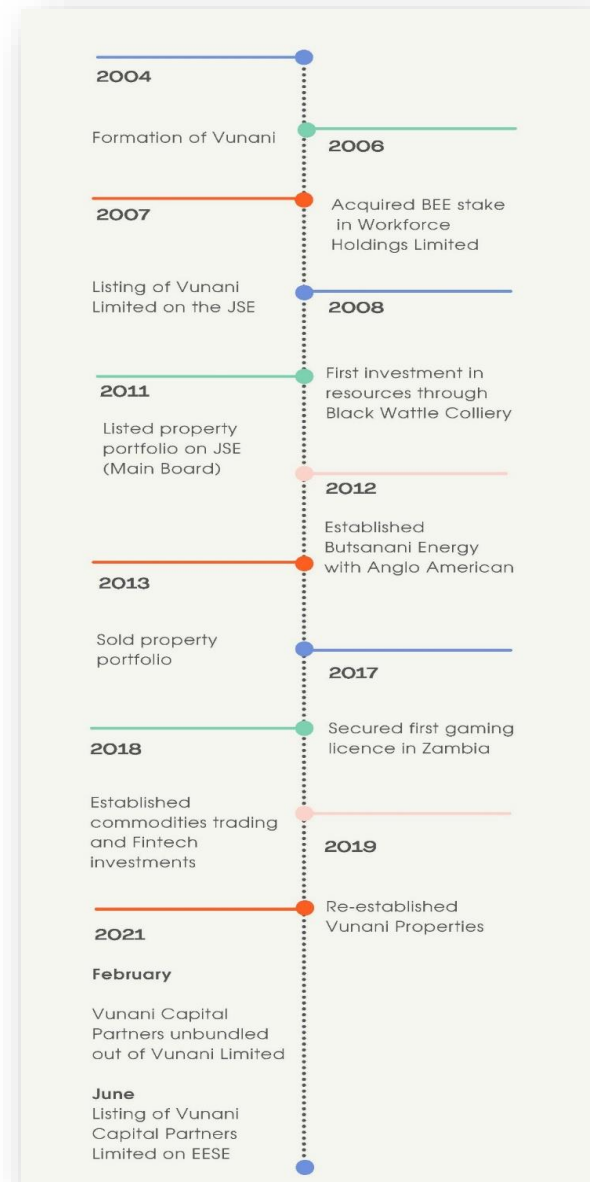 2004
Formation of Vunani
2006
Acquired BEE stake
in Workforce
Holdings Limited
2007
Listing of Vunani
Limited on the JSE
2008
First investment in
resources through
Black Wattle Colliery
2011
Listed property
portfolio on JSE
(Main Board)
2012
Established
Butsanani Energy
with Anglo American
2013
Sold property
portfolio
2017
Secured first gaming
licence in Zambia
2018
Established
commodities trading
and Fintech
investments
2019
Re-established
Vunani Properties
2021
February
Vunani Capital
Partners unbundled
out of Vunani Limited
June
Listing of Vunani
Capital Partners
Limited on EESE